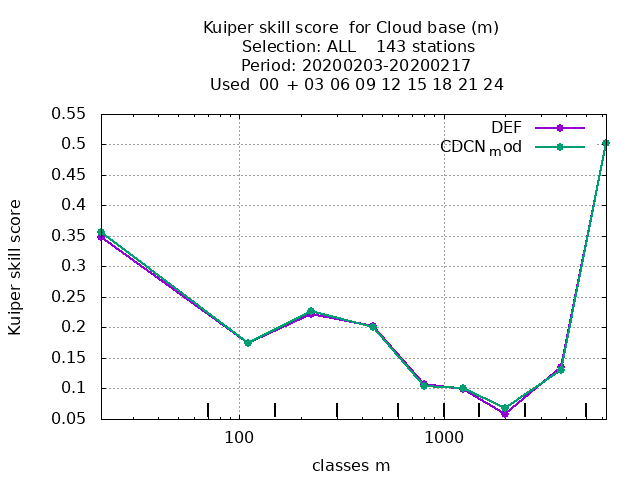 Kuiper skill score  for Cloud base (m)
Selection: ALL    143 stations
Period: 20200203-20200217
Used  00  + 03 06 09 12 15 18 21 24
DEF
CDCN_mod
Kuiper skill score
0.55
0.5
0.45
0.4
0.35
0.3
0.25
0.2
0.15
0.1
0.05
100
1000
classes m